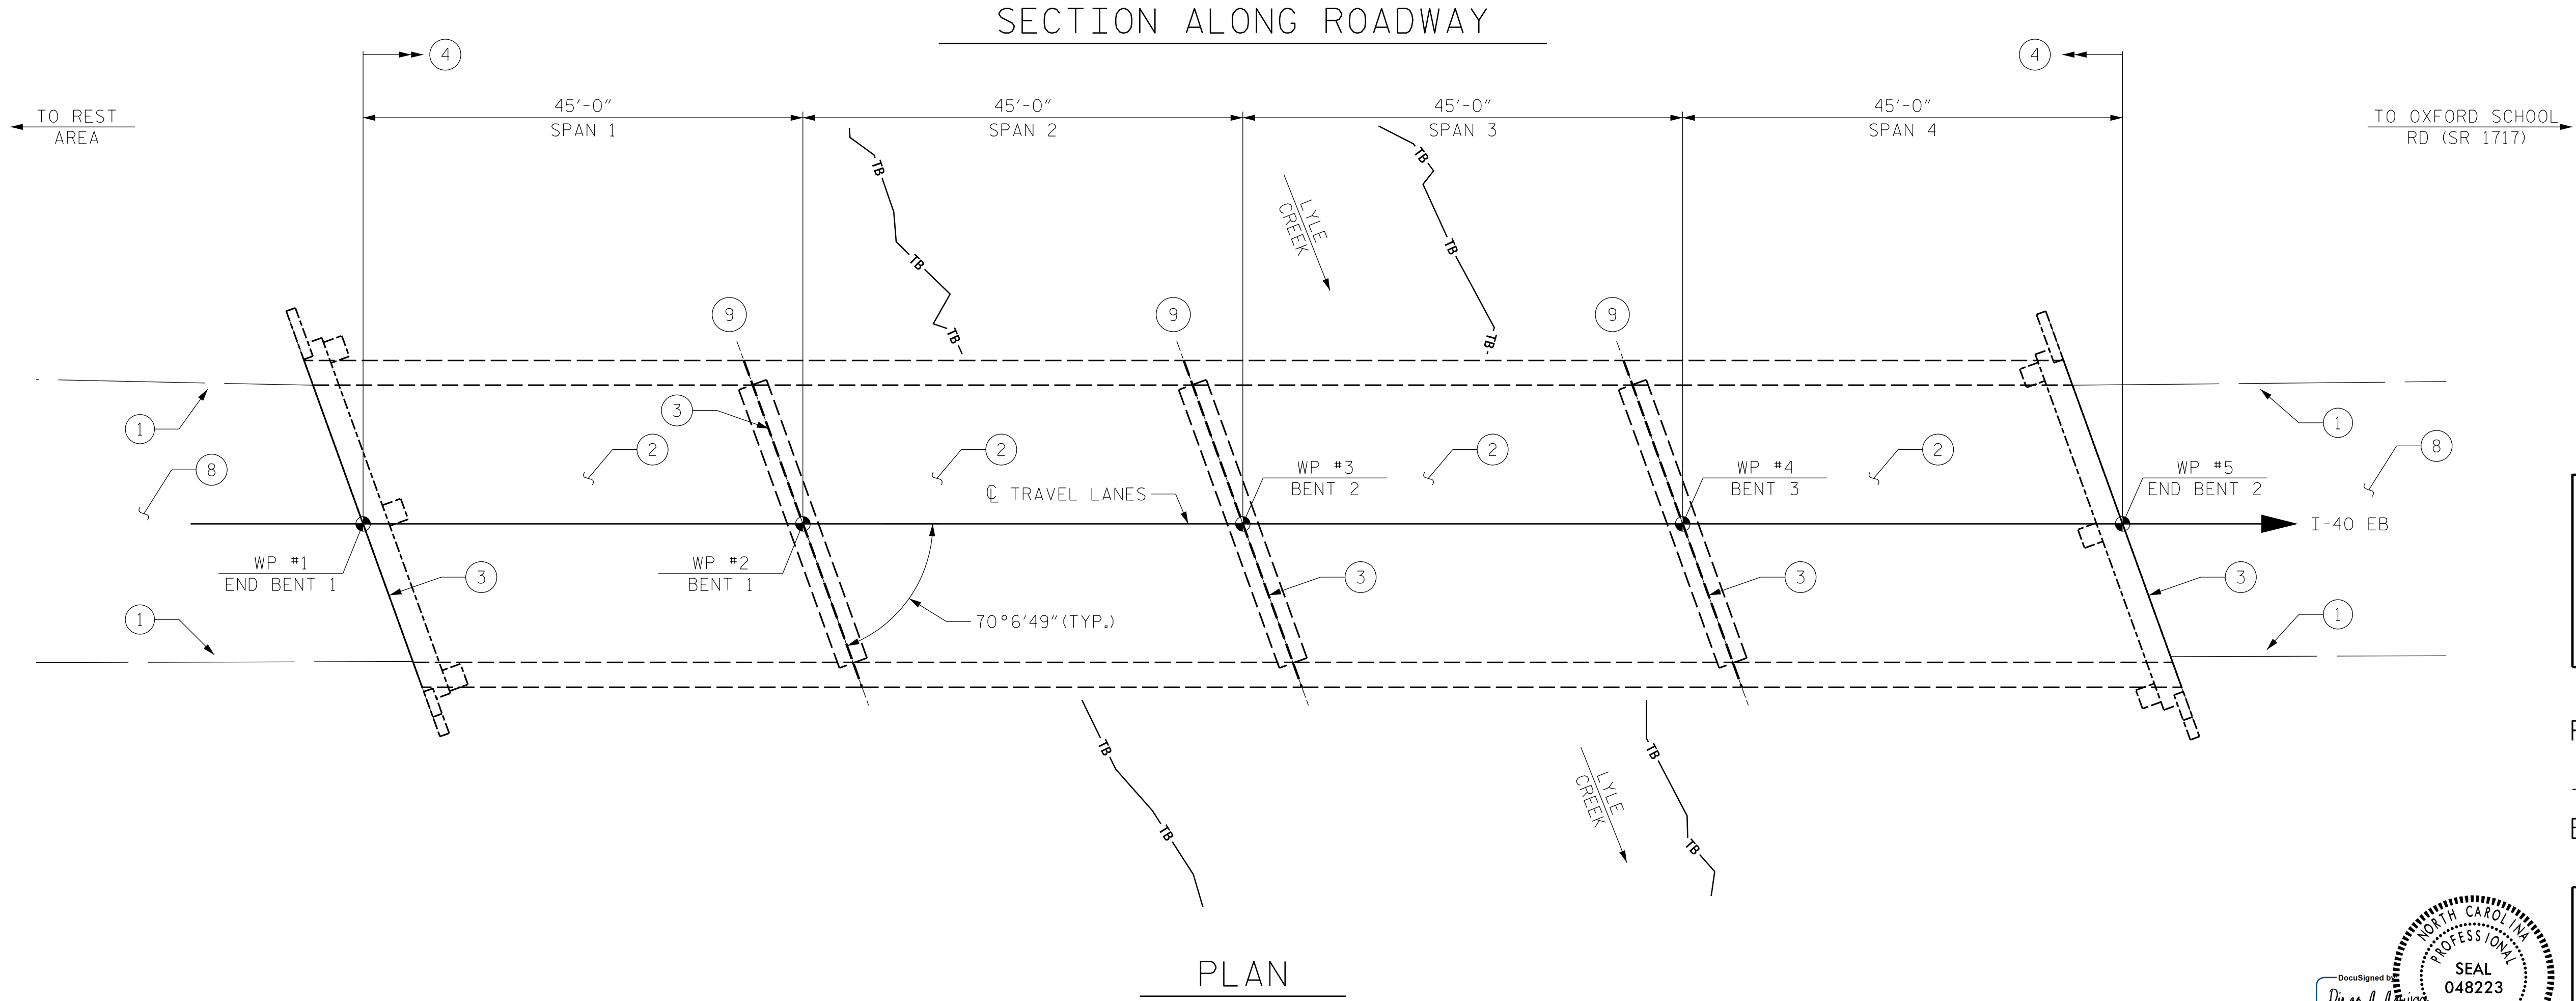 SECTION ALONG ROADWAY
4
4
TO REST
AREA
45'-0"
SPAN 1
45'-0"
SPAN 2
45'-0"
SPAN 3
45'-0"
SPAN 4
TO OXFORD SCHOOL
RD (SR 1717)
TB
TB
TB
TB
TB
TB
LYLE
CREEK
9
9
9
1
3
1
8
2
2
2
2
8
WP #3
BENT 2
WP #4
BENT 3
WP #5
END BENT 2
℄ TRAVEL LANES
I-40 EB
WP #1
END BENT 1
3
WP #2
BENT 1
3
3
3
1
70°6'49" (TYP.)
1
TB
TB
LYLE
CREEK
TB
TB
PLAN
NORTH CAROLINA
PROFESSIONAL
SEAL
048223
DocuSigned by